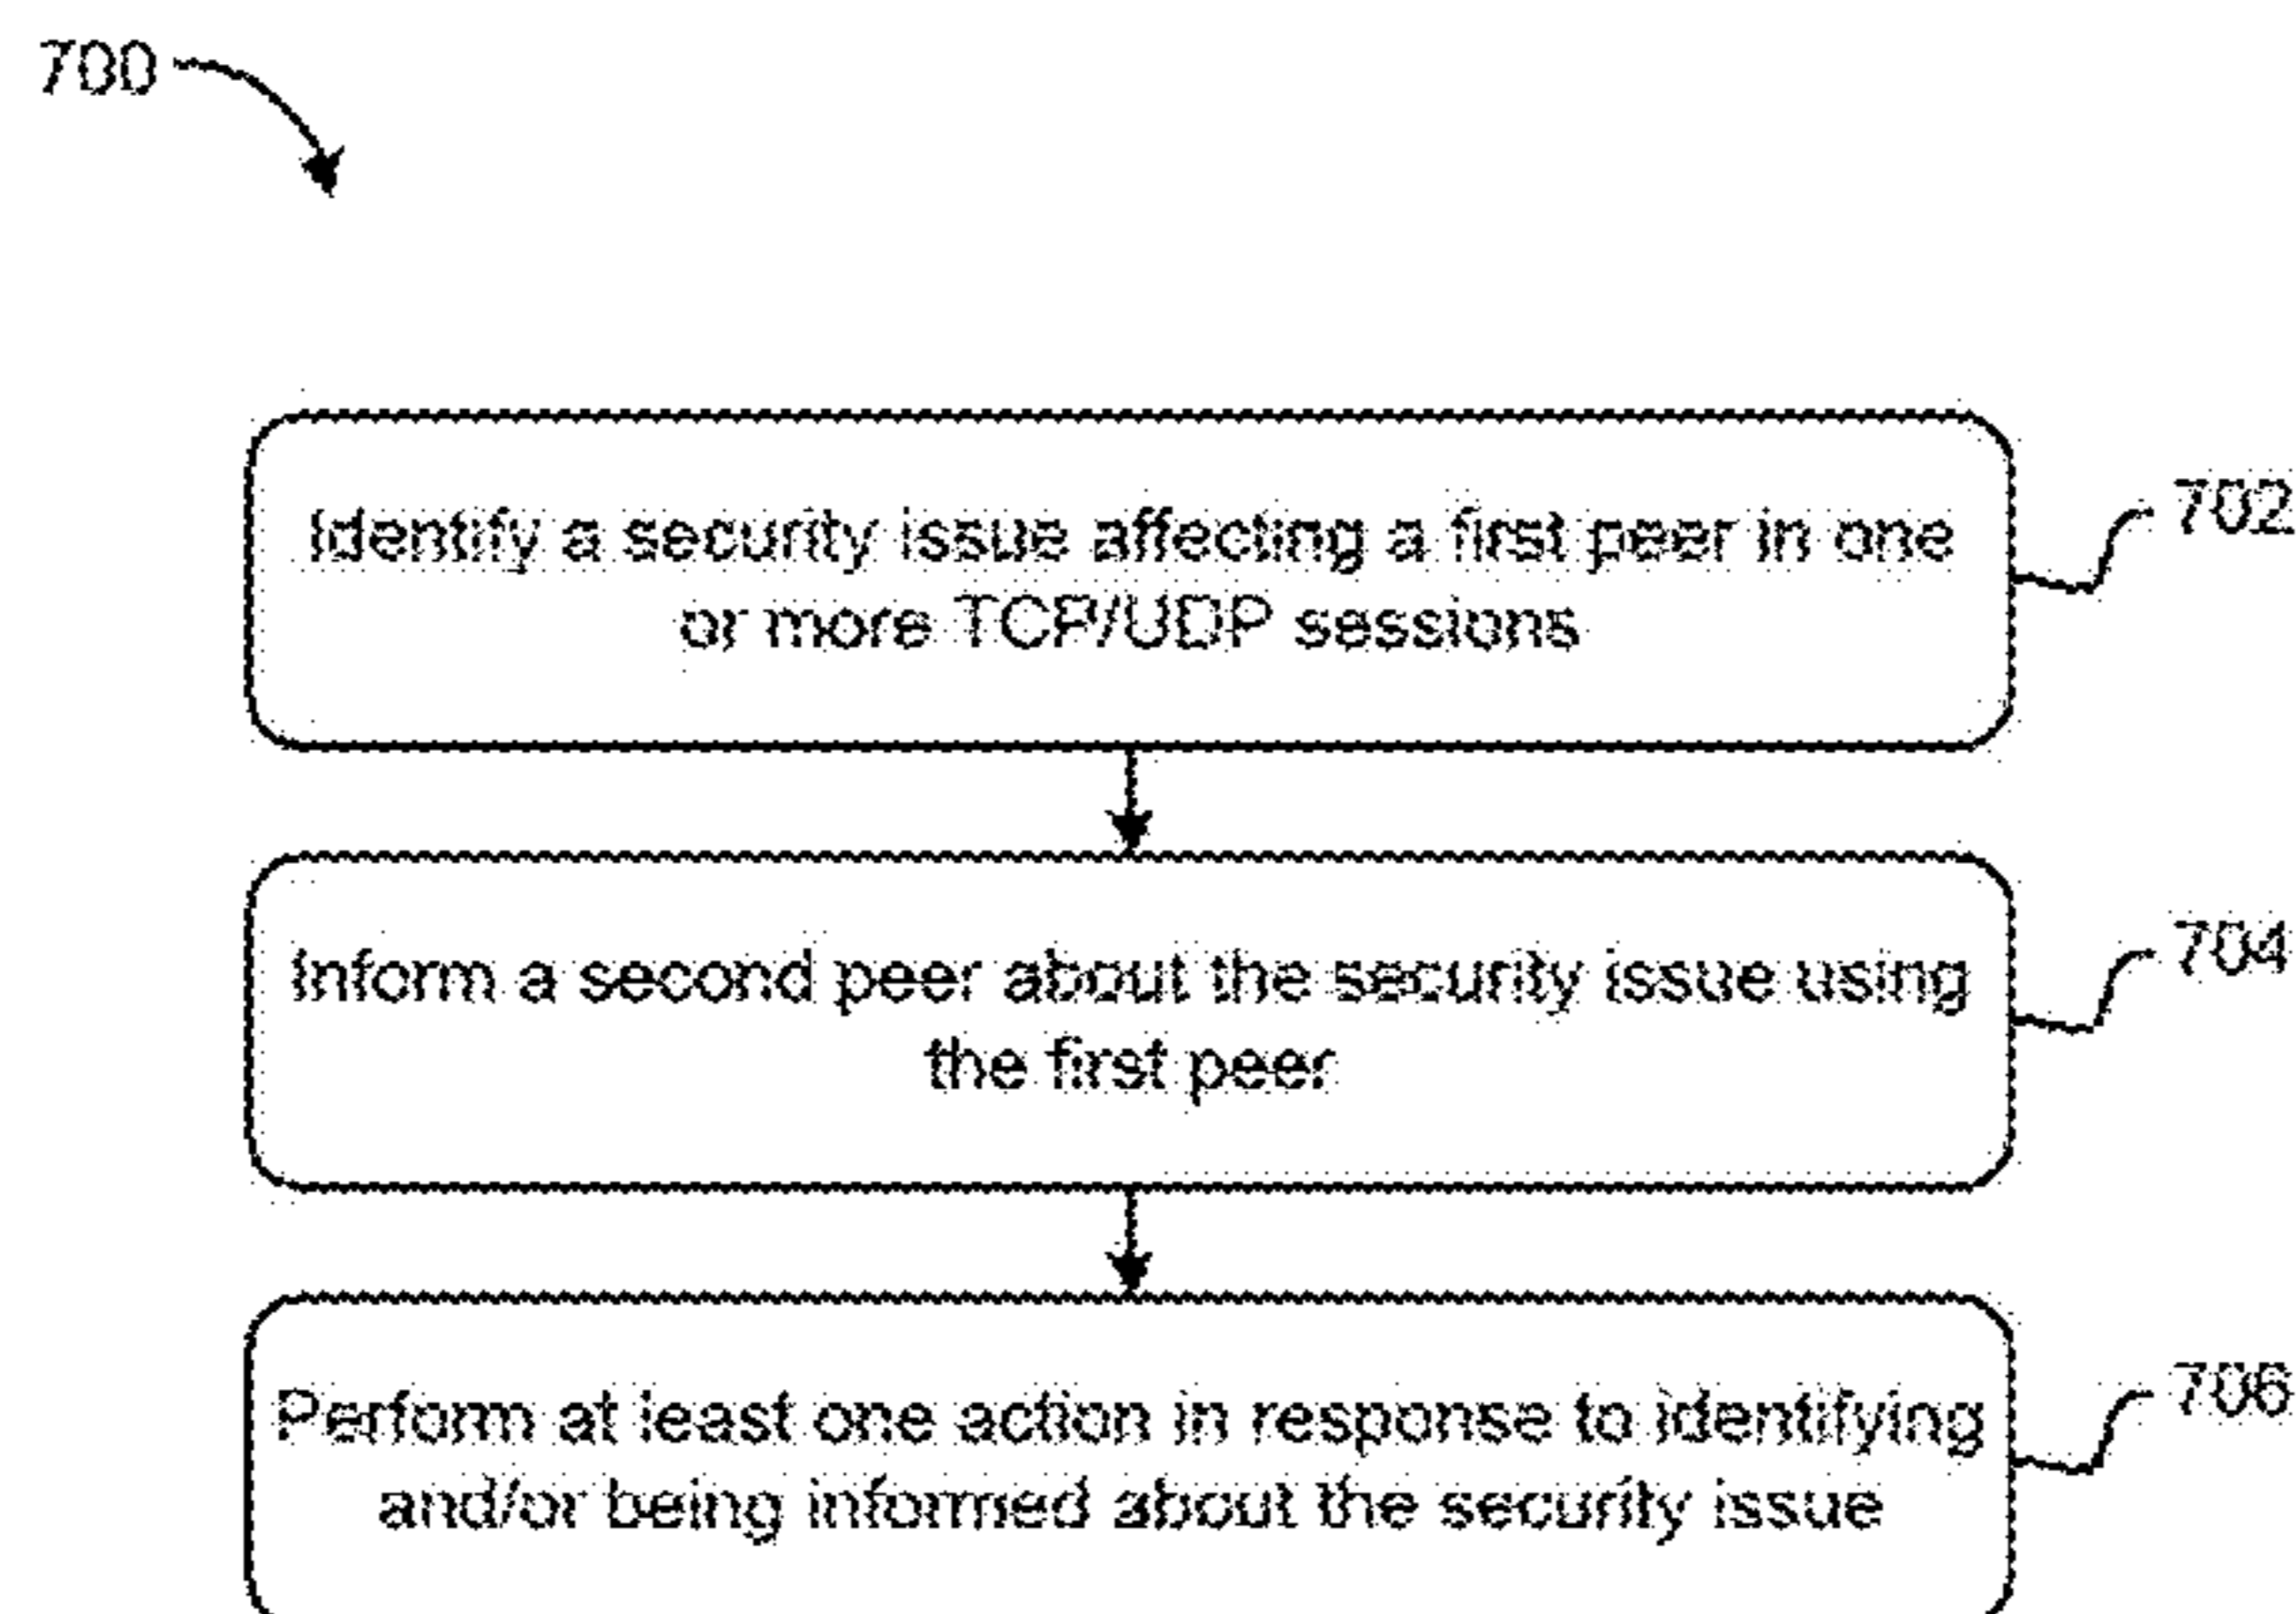 700
Identify a security issue affecting a first peer in one
or more TCP/UDP sessions
702
Inform a second peer about the security issue using
the first peer
704
Perform at least one action in response to identifying
and/or being informed about the security issue
706